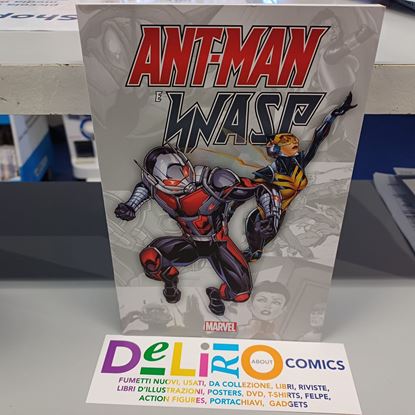 ANT-MAN
E
WASP
MARVEL
DELIRIO ABOUT COMICS
FUMETTI NUOVI, USATI, DA COLLEZIONE, LIBRI, RIVISTE,
LIBRI D'ILLUSTRAZIONI, POSTERS, DVD, T-SHIRTS, FELPE,
ACTION FIGURES, PORTACHIAVI, GADGETS